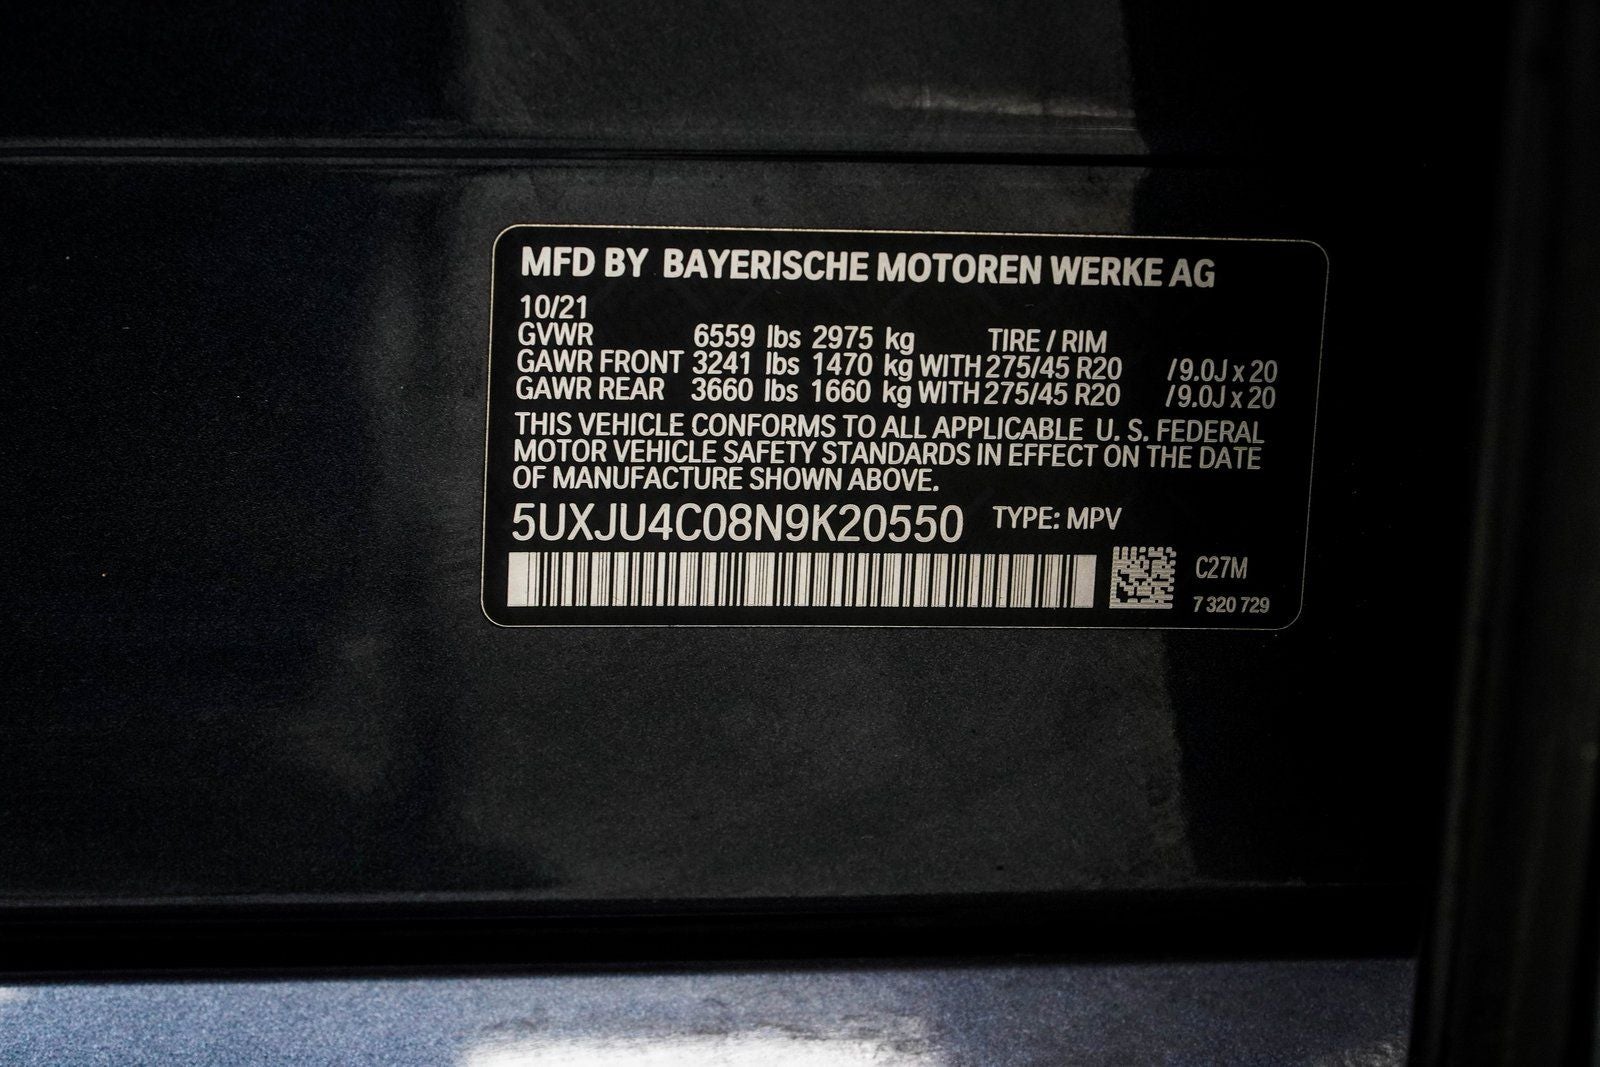 MFD BY BAYERISCHE MOTOREN WERKE AG
10/21
GVWR 6559 lbs 2975 kg TIRE / RIM
GAWR FRONT 3241 lbs 1470 kg WITH 275/45 R20 / 9.0J x 20
GAWR REAR 3660 lbs 1660 kg WITH 275/45 R20 / 9.0J x 20
THIS VEHICLE CONFORMS TO ALL APPLICABLE U. S. FEDERAL
MOTOR VEHICLE SAFETY STANDARDS IN EFFECT ON THE DATE
OF MANUFACTURE SHOWN ABOVE.
5UXJU4C08N9K20550 TYPE: MPV
C27M
7 320 729